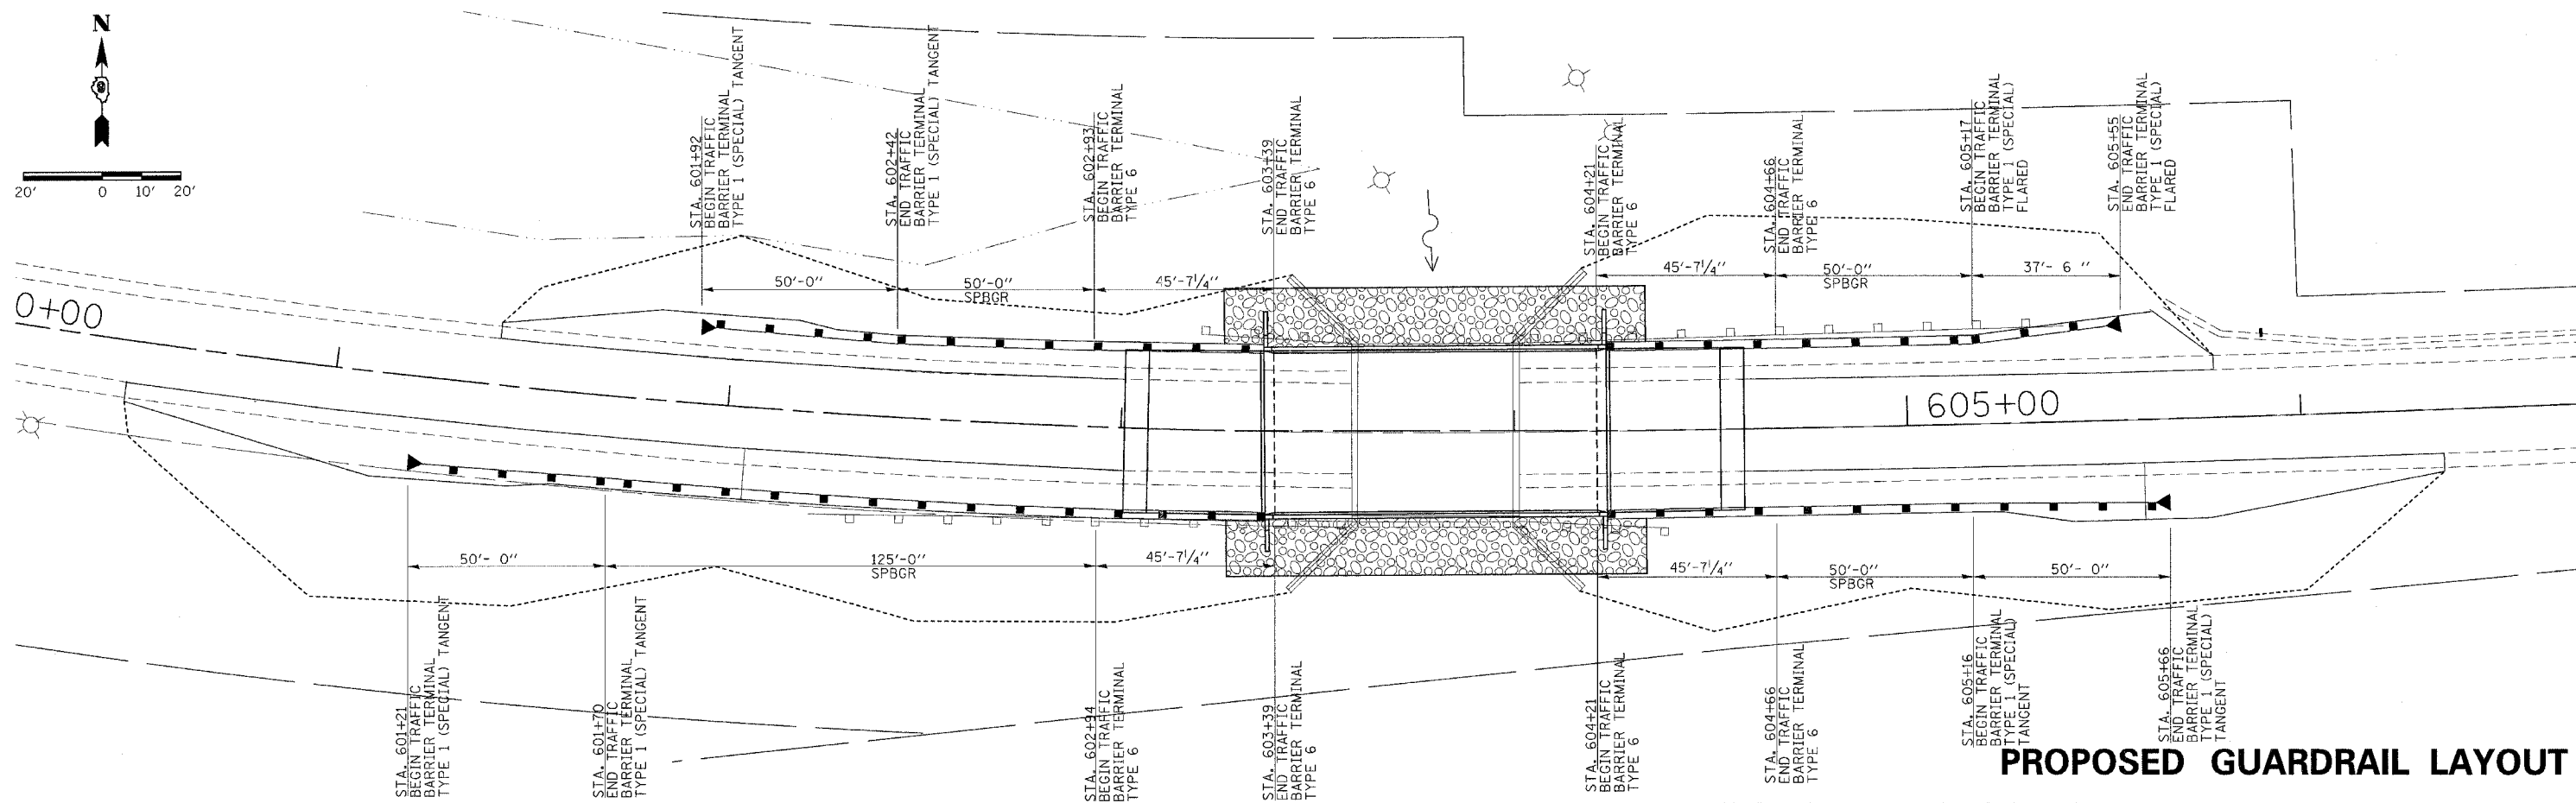 N
20' 0 10' 20'
STA. 601+92
BEGIN TRAFFIC
BARRIER TERMINAL
TYPE 1 (SPECIAL) TANGENT
STA. 602+42
END TRAFFIC
BARRIER TERMINAL
TYPE 1 (SPECIAL) TANGENT
STA. 602+93
BEGIN TRAFFIC
BARRIER TERMINAL
TYPE 6
STA. 603+39
END TRAFFIC
BARRIER TERMINAL
TYPE 6
STA. 604+21
BEGIN TRAFFIC
BARRIER TERMINAL
TYPE 6
STA. 604+66
END TRAFFIC
BARRIER TERMINAL
TYPE 6
STA. 605+17
BEGIN TRAFFIC
BARRIER TERMINAL
TYPE 1 (SPECIAL)
FLARED
STA. 605+55
END TRAFFIC
BARRIER TERMINAL
TYPE 1 (SPECIAL)
FLARED
50'-0"
50'-0"
SPBGR
45'-7 1/4"
45'-7 1/4"
50'-0"
SPBGR
37'- 6 "
0+00
605+00
50'- 0"
125'-0"
SPBGR
45'-7 1/4"
45'-7 1/4"
50'-0"
SPBGR
50'- 0"
STA. 601+21
BEGIN TRAFFIC
BARRIER TERMINAL
TYPE 1 (SPECIAL) TANGENT
STA. 601+70
END TRAFFIC
BARRIER TERMINAL
TYPE 1 (SPECIAL) TANGENT
STA. 602+94
BEGIN TRAFFIC
BARRIER TERMINAL
TYPE 6
STA. 603+39
END TRAFFIC
BARRIER TERMINAL
TYPE 6
STA. 604+21
BEGIN TRAFFIC
BARRIER TERMINAL
TYPE 6
STA. 604+66
END TRAFFIC
BARRIER TERMINAL
TYPE 6
STA. 605+16
BEGIN TRAFFIC
BARRIER TERMINAL
TYPE 1 (SPECIAL)
TANGENT
STA. 605+66
END TRAFFIC
BARRIER TERMINAL
TYPE 1 (SPECIAL)
TANGENT
PROPOSED GUARDRAIL LAYOUT